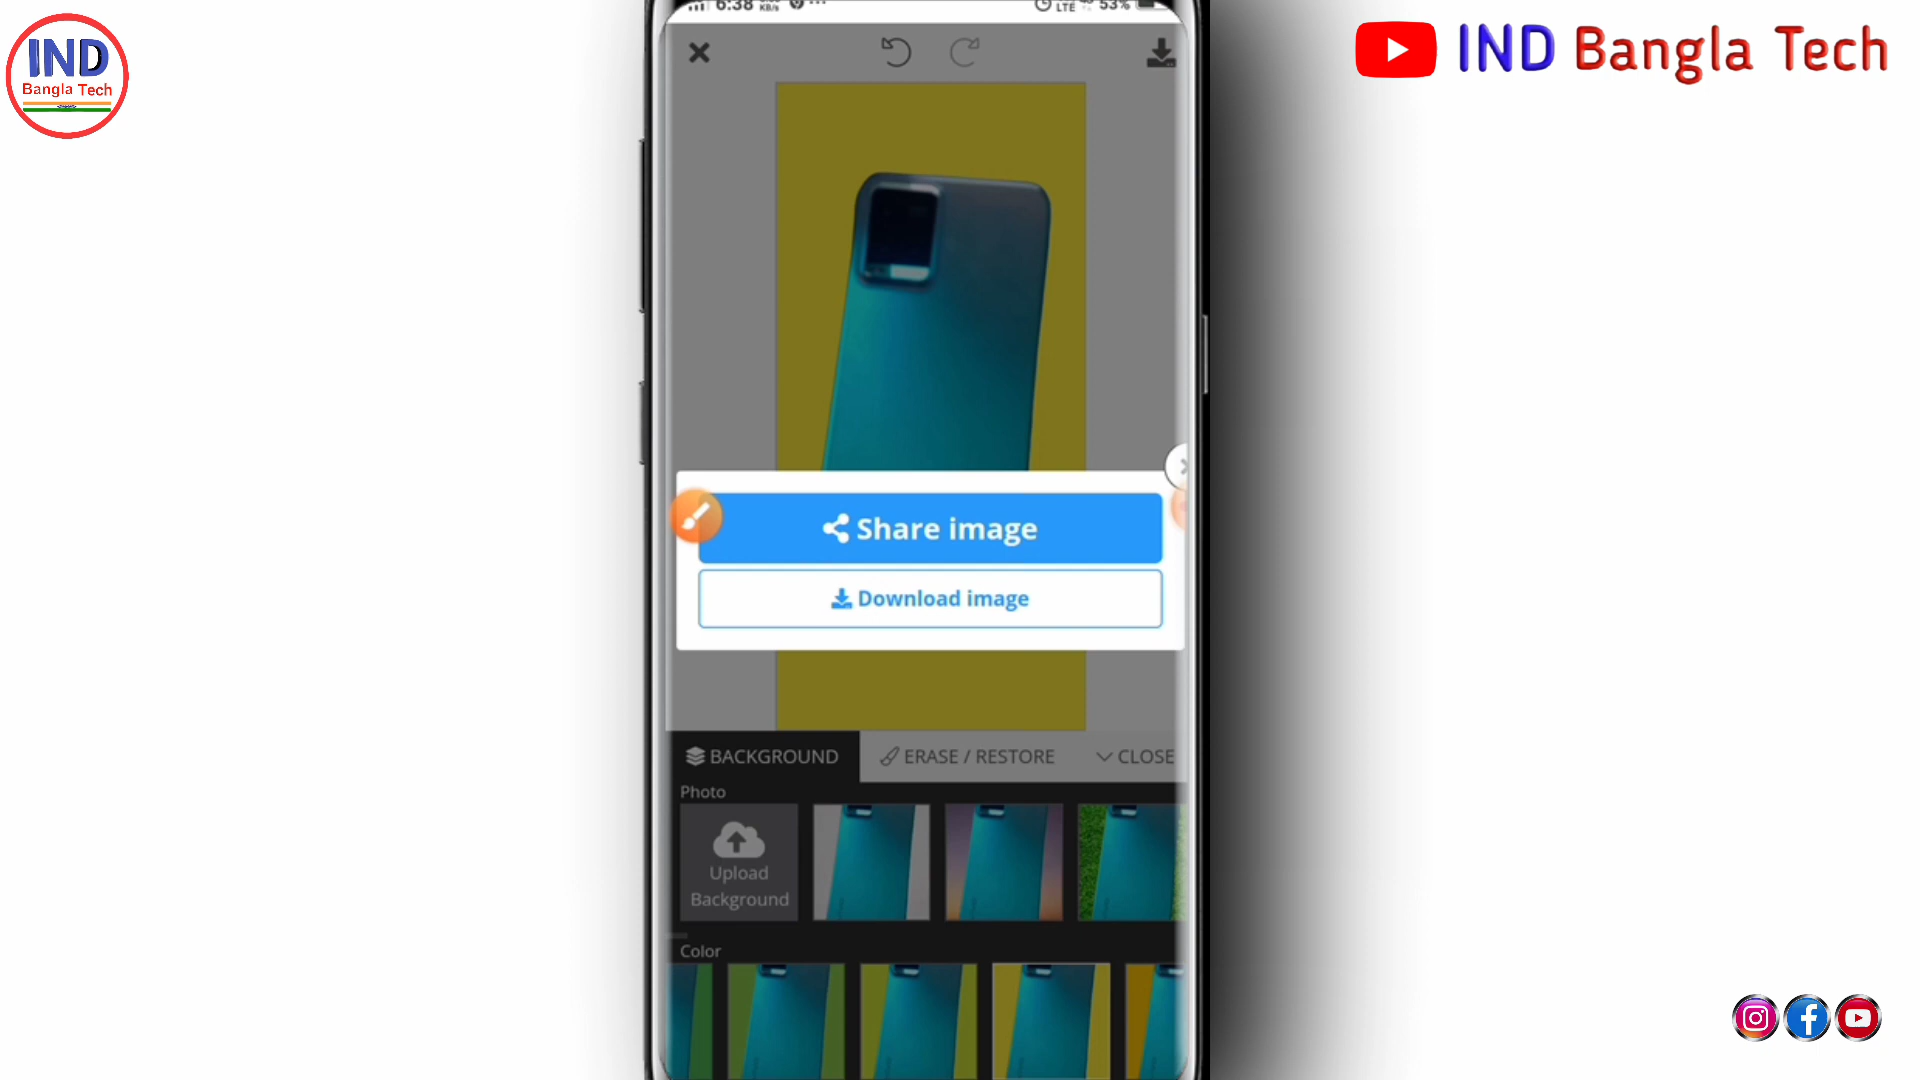 IND
Bangla Tech
IND Bangla Tech
6:38 KB/s ... LTE 53%
Share image
Download image
BACKGROUND ERASE / RESTORE CLOSE
Photo
Upload
Background
Color